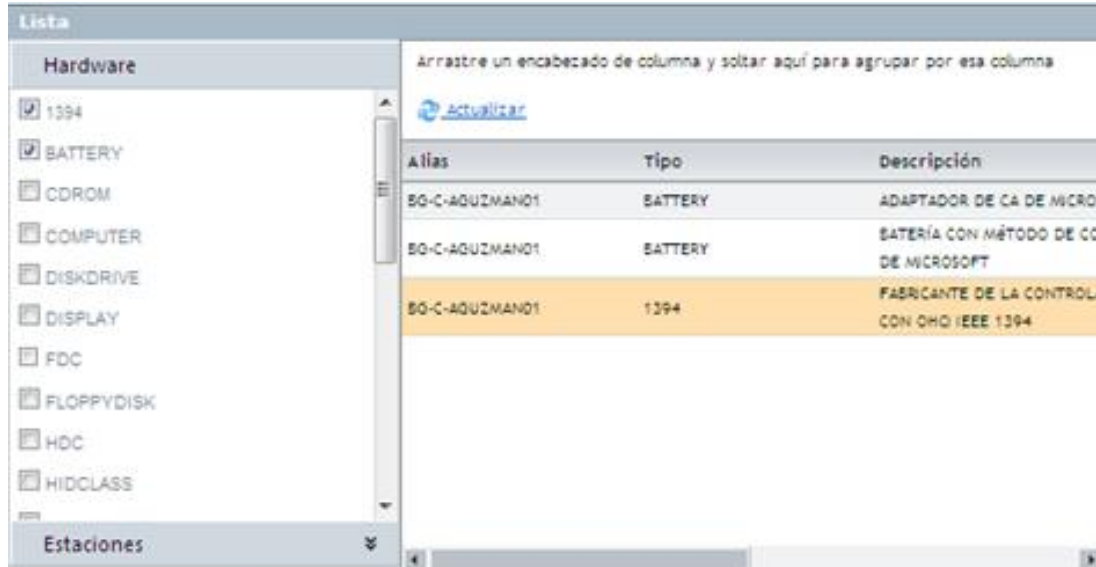 Lista
Hardware
1394
BATTERY
CDROM
COMPUTER
DISKDRIVE
DISPLAY
FDC
FLOPPYDISK
HDC
HIDCLASS
Estaciones
Arrastre un encabezado de columna y soltar aquí para agrupar por esa columna
Actualizar
Alias Tipo Descripción
BG-C-AGUZMAN01 BATTERY ADAPTADOR DE CA DE MICRO
BG-C-AGUZMAN01 BATTERY BATERÍA CON MéTODO DE CO
DE MICROSOFT
BG-C-AGUZMAN01 1394 FABRICANTE DE LA CONTROL
CON OHCI IEEE 1394